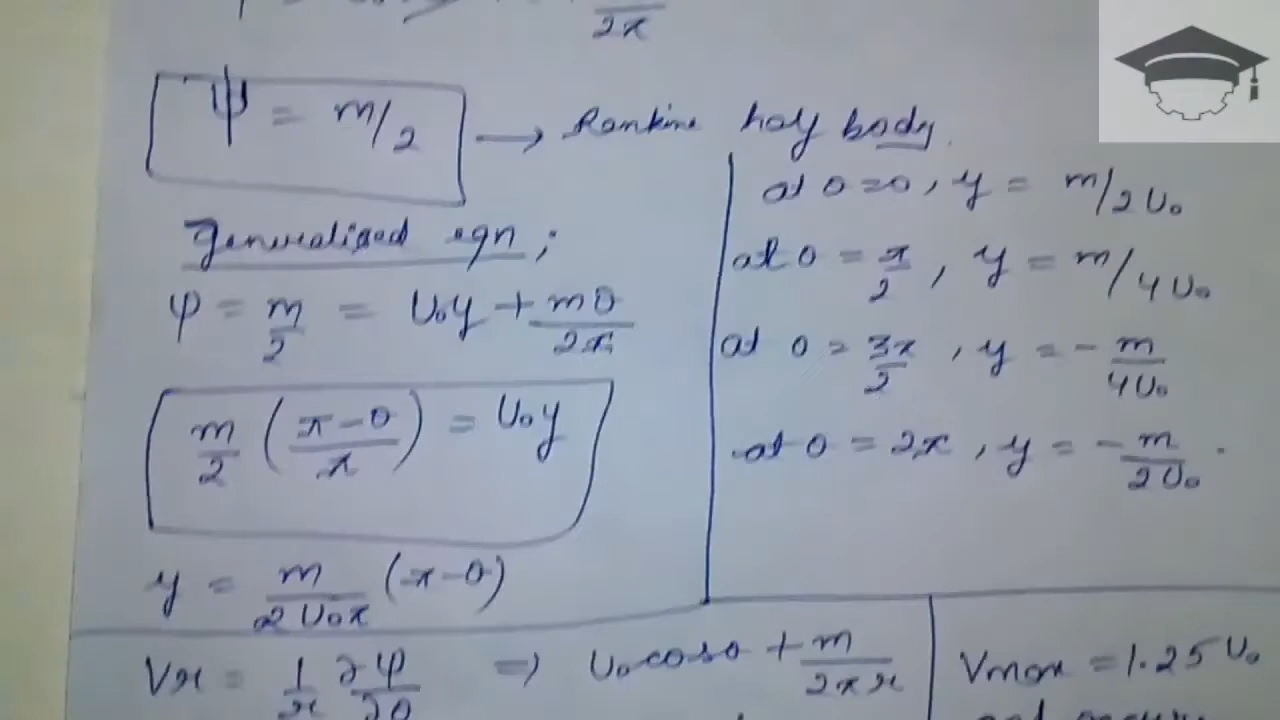 2π
ψ = m/2 → Rankine half body
Generalised eqn ;
ψ = m/2 = U₀y + mθ/2π
m/2 (π-θ/π) = U₀y
y = m/2U₀π (π-θ)
at θ=0, y = m/2U₀
at θ = π/2, y = m/4U₀
at θ = 3π/2, y = - m/4U₀
at θ = 2π, y = - m/2U₀.
Vr = 1/r ∂ψ/∂θ ⇒ U₀cosθ + m/2πr
Vmax = 1.25 U₀